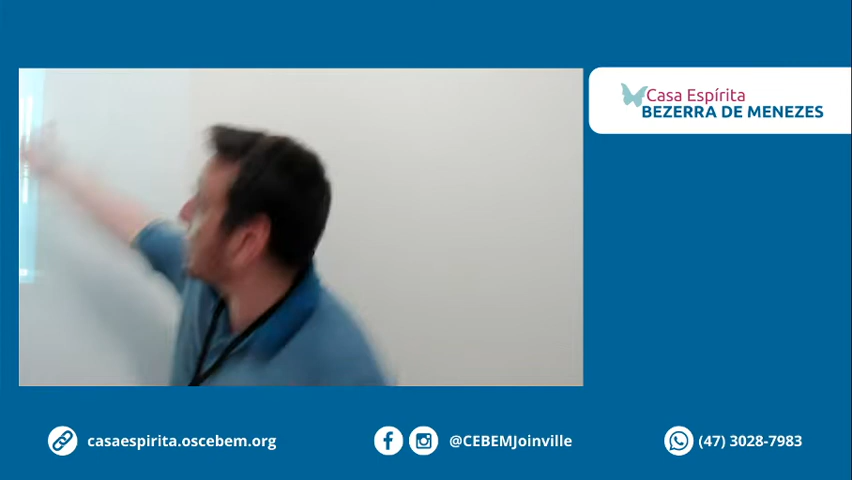 Casa Espírita
BEZERRA DE MENEZES
casaespirita.oscebem.org
@CEBEMJoinville
(47) 3028-7983